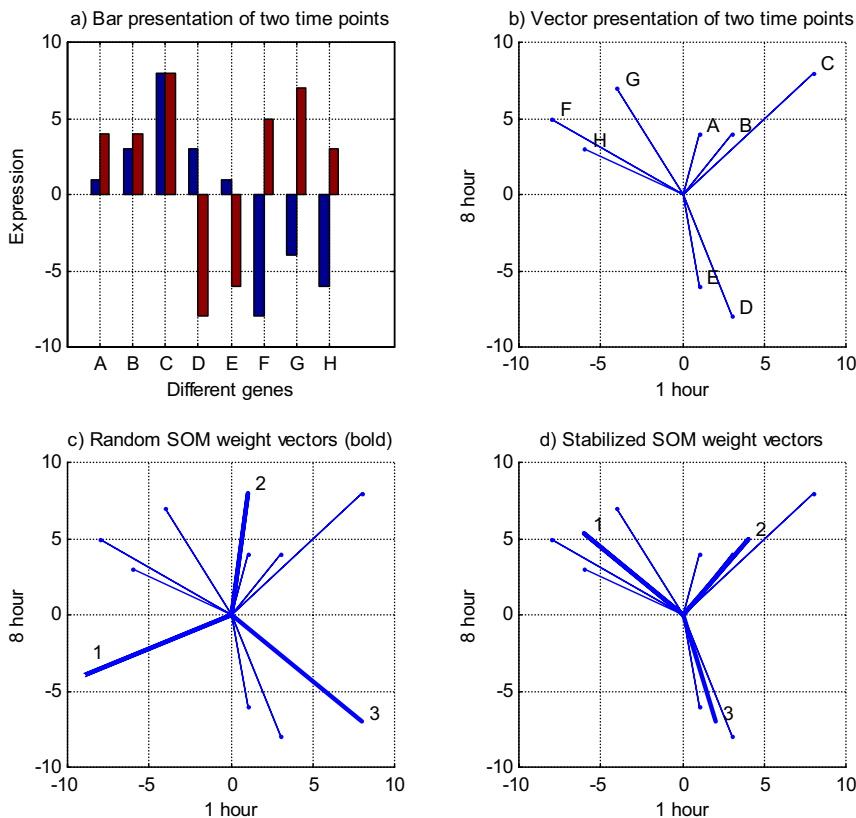 a) Bar presentation of two time points
10
5
0
-5
-10
Expression
A B C D E F G H
Different genes
b) Vector presentation of two time points
10
5
0
-5
-10
8 hour
F
G
H
A
B
C
E
D
-10 -5 0 5 10
1 hour
c) Random SOM weight vectors (bold)
10
5
0
-5
-10
8 hour
2
1
3
-10 -5 0 5 10
1 hour
d) Stabilized SOM weight vectors
10
5
0
-5
-10
8 hour
1
2
3
-10 -5 0 5 10
1 hour